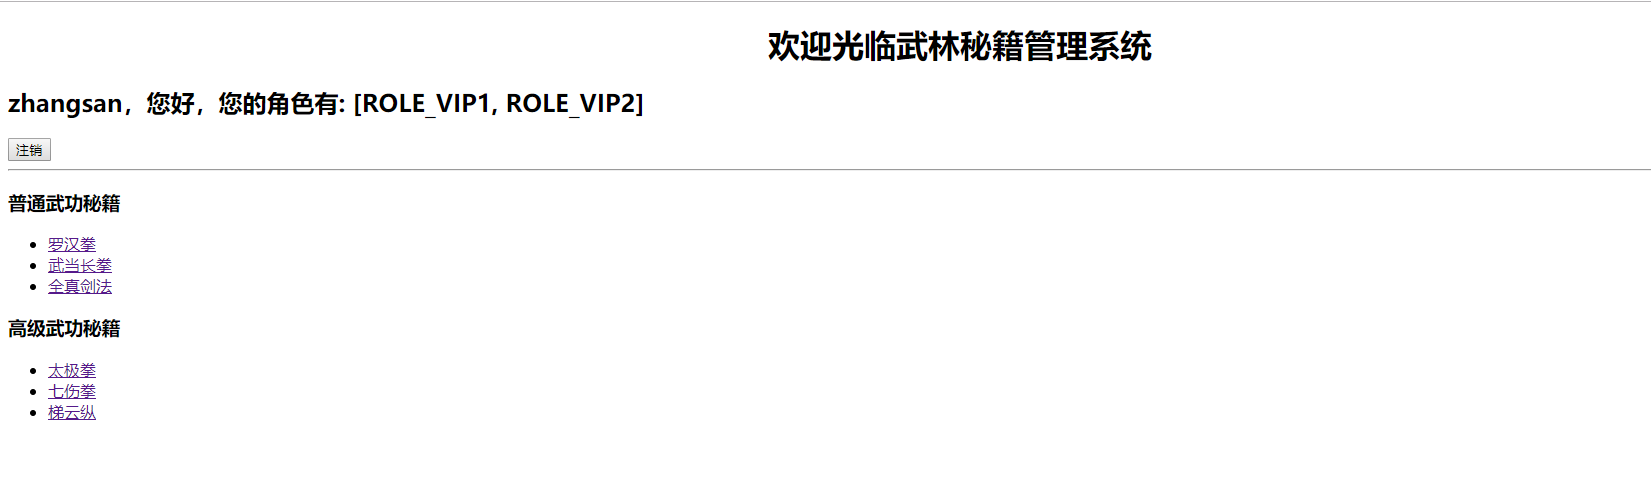 欢迎光临武林秘籍管理系统
zhangsan，您好，您的角色有: [ROLE_VIP1, ROLE_VIP2]
注销
普通武功秘籍
罗汉拳
武当长拳
全真剑法
高级武功秘籍
太极拳
七伤拳
梯云纵